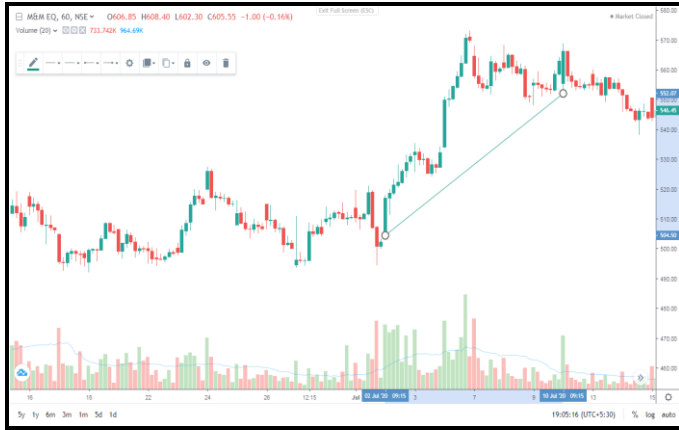 M&M EQ, 60, NSE O606.85 H608.40 L602.30 C605.55 -1.00 (-0.16%)
Exit Full Screen (ESC)
Market Closed
Volume (20) 733.742K 964.69K
580.00
570.00
560.00
552.07
550.00
546.45
540.00
530.00
520.00
510.00
504.50
500.00
490.00
480.00
470.00
460.00
16 18 22 24 26 12:15 Jul 02 Jul '20 09:15 3 7 9 10 Jul '20 09:15 13 15
5y 1y 6m 3m 1m 5d 1d 19:05:16 (UTC+5:30) % log auto